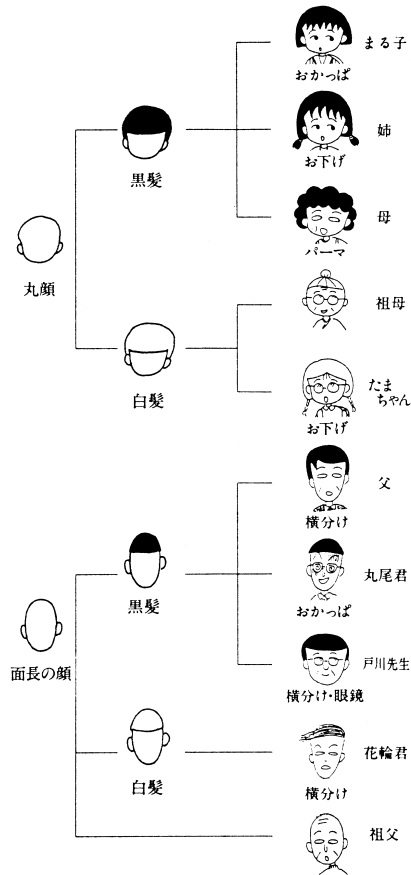 まる子
おかっぱ
姉
お下げ
黒髪
母
パーマ
丸顔
祖母
白髪
たま
ちゃん
お下げ
父
横分け
丸尾君
おかっぱ
黒髪
戸川先生
面長の顔
横分け・眼鏡
花輪君
白髪
横分け
祖父